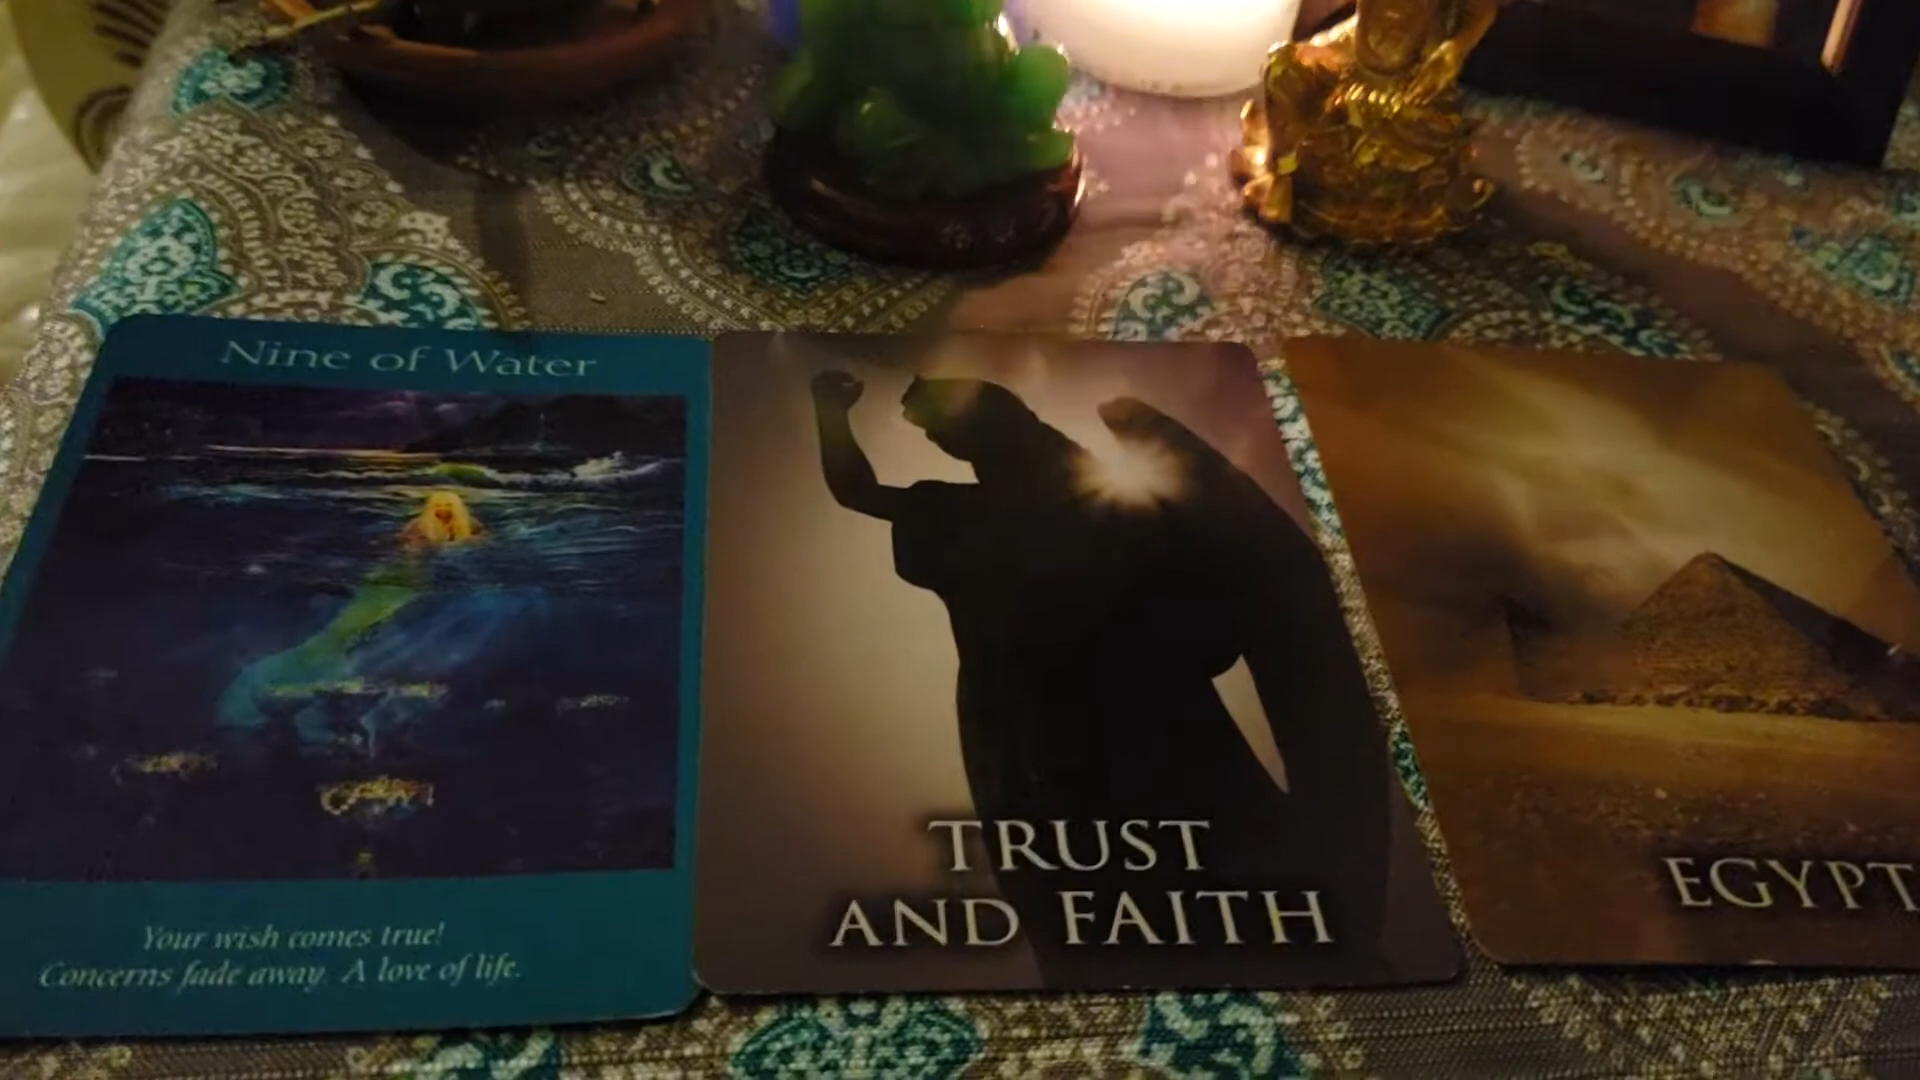 Nine of Water
Your wish comes true!
Concerns fade away. A love of life.
TRUST
AND FAITH
EGYPT